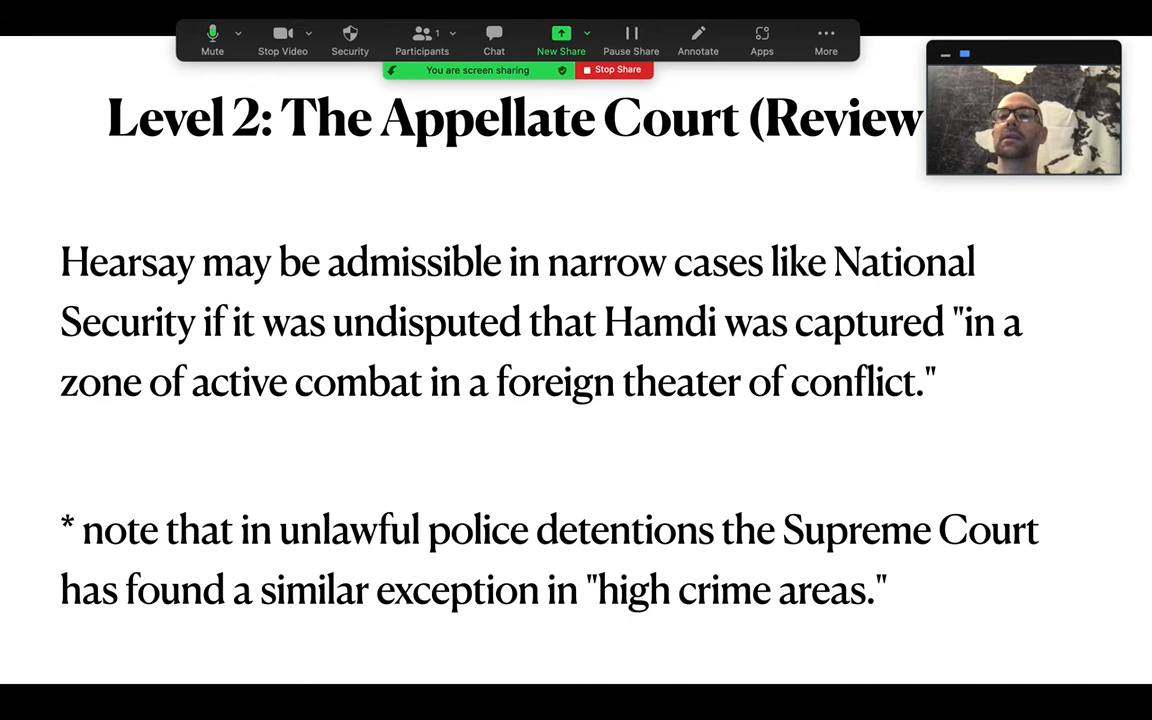 Mute
Stop Video
Security
Participants
1
Chat
New Share
Pause Share
Annotate
Apps
More
You are screen sharing
Stop Share
Level 2: The Appellate Court (Review
Hearsay may be admissible in narrow cases like National
Security if it was undisputed that Hamdi was captured "in a
zone of active combat in a foreign theater of conflict."
* note that in unlawful police detentions the Supreme Court
has found a similar exception in "high crime areas."